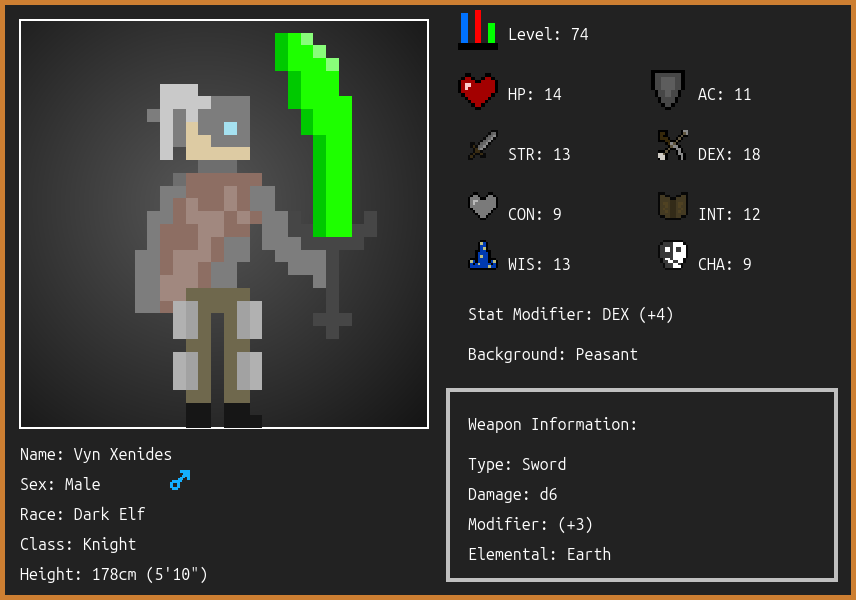 Level: 74
HP: 14
AC: 11
STR: 13
DEX: 18
CON: 9
INT: 12
WIS: 13
CHA: 9
Stat Modifier: DEX (+4)
Background: Peasant
Weapon Information:
Type: Sword
Damage: d6
Modifier: (+3)
Elemental: Earth
Name: Vyn Xenides
Sex: Male
Race: Dark Elf
Class: Knight
Height: 178cm (5'10")